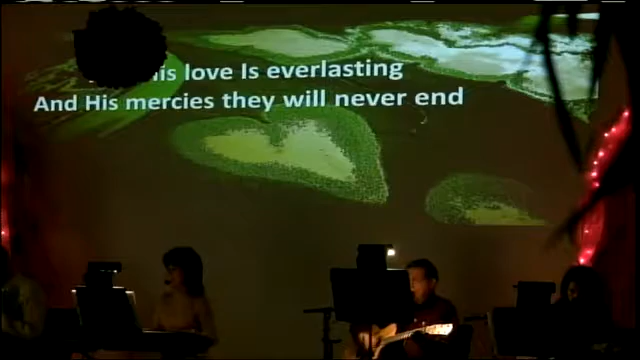 love Is everlasting
And His mercies they will never end